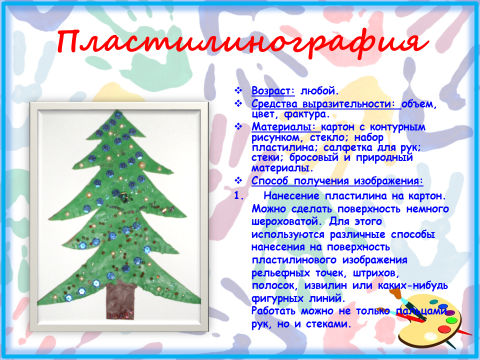 Пластилинография
❖ Возраст: любой.
❖ Средства выразительности: объем,
цвет, фактура.
❖ Материалы: картон с контурным
рисунком, стекло; набор
пластилина; салфетка для рук;
стеки; бросовый и природный
материалы.
❖ Способ получения изображения:
1. Нанесение пластилина на картон.
Можно сделать поверхность немного
шероховатой. Для этого
используются различные способы
нанесения на поверхность
пластилинового изображения
рельефных точек, штрихов,
полосок, извилин или каких-нибудь
фигурных линий.
Работать можно не только пальцами
рук, но и стеками.